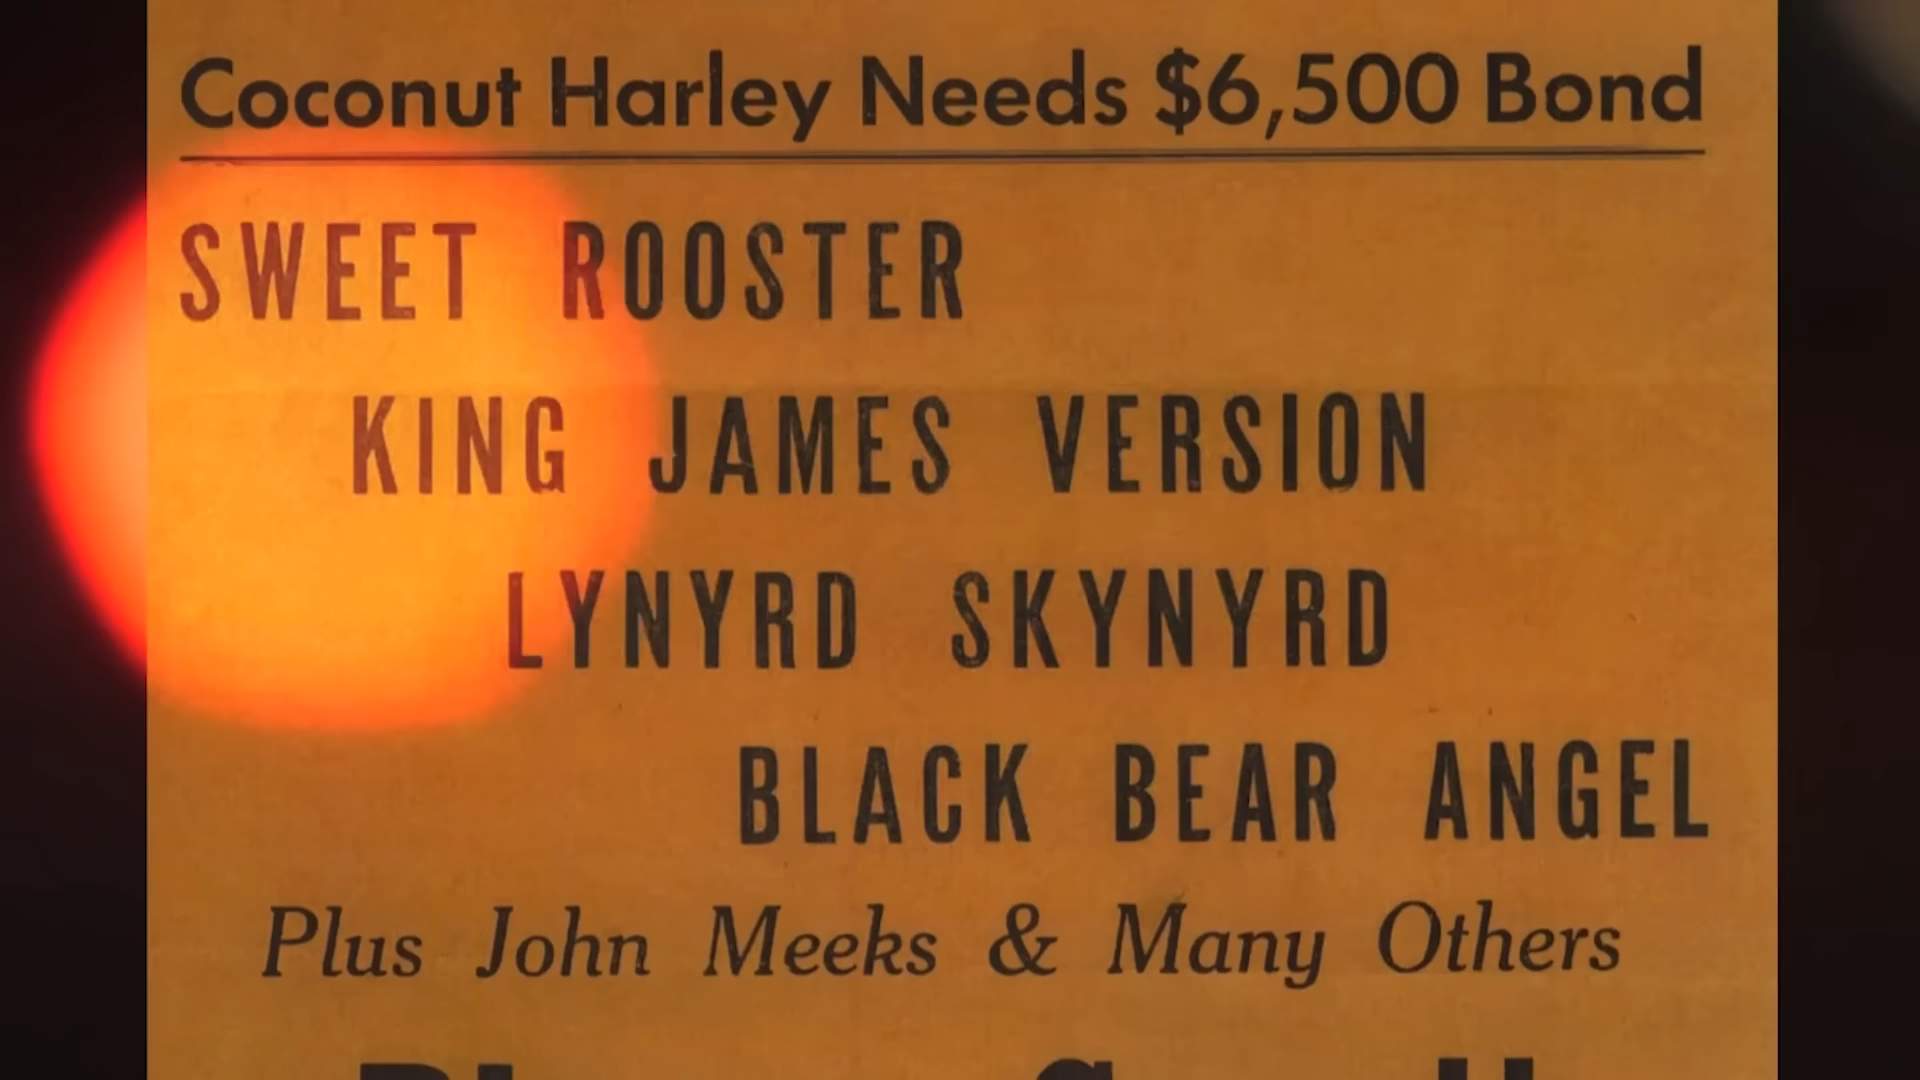 Coconut Harley Needs $6,500 Bond
SWEET ROOSTER
KING JAMES VERSION
LYNYRD SKYNYRD
BLACK BEAR ANGEL
Plus John Meeks & Many Others